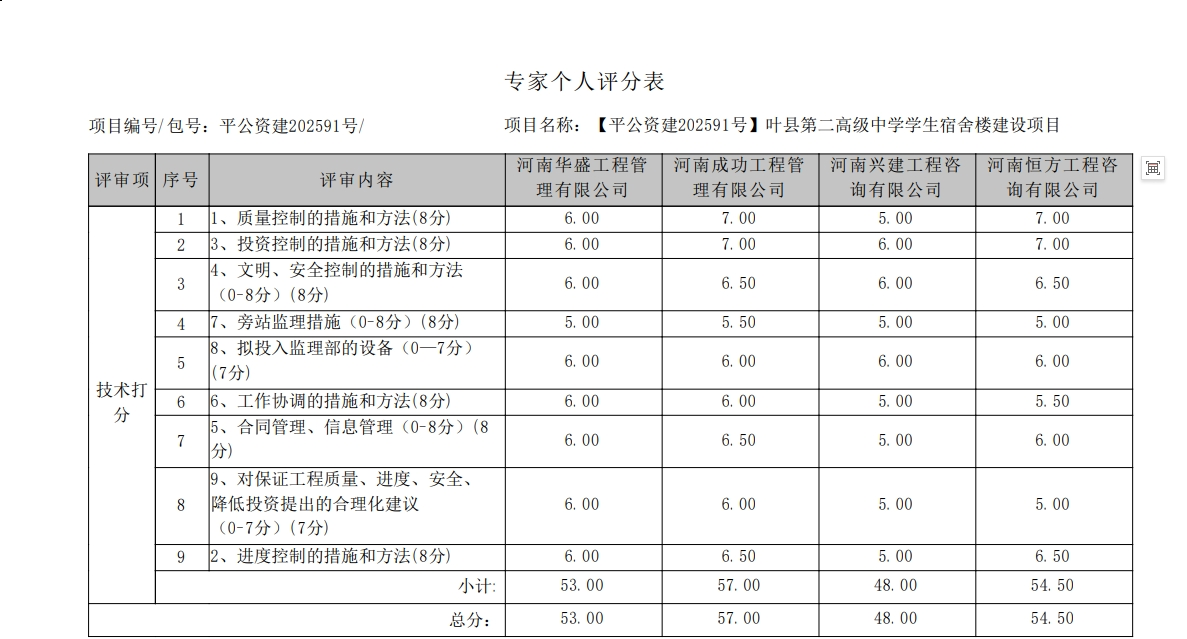 专家个人评分表
项目编号/包号：平公资建202591号/ 项目名称：【平公资建202591号】叶县第二高级中学学生宿舍楼建设项目
评审项 序号 评审内容 河南华盛工程管 河南成功工程管 河南兴建工程咨 河南恒方工程咨
理有限公司 理有限公司 询有限公司 询有限公司
1 1、质量控制的措施和方法(8分) 6.00 7.00 5.00 7.00
2 3、投资控制的措施和方法(8分) 6.00 7.00 6.00 7.00
3 4、文明、安全控制的措施和方法 6.00 6.50 6.00 6.50
（0-8分）(8分)
4 7、旁站监理措施（0-8分）(8分) 5.00 5.50 5.00 5.00
5 8、拟投入监理部的设备（0—7分） 6.00 6.00 6.00 6.00
(7分)
技术打
分
6 6、工作协调的措施和方法(8分) 6.00 6.00 5.00 5.50
7 5、合同管理、信息管理（0-8分）(8 6.00 6.50 5.00 6.00
分)
8 9、对保证工程质量、进度、安全、 6.00 6.00 5.00 5.00
降低投资提出的合理化建议
（0-7分）(7分)
9 2、进度控制的措施和方法(8分) 6.00 6.50 5.00 6.50
小计: 53.00 57.00 48.00 54.50
总分： 53.00 57.00 48.00 54.50